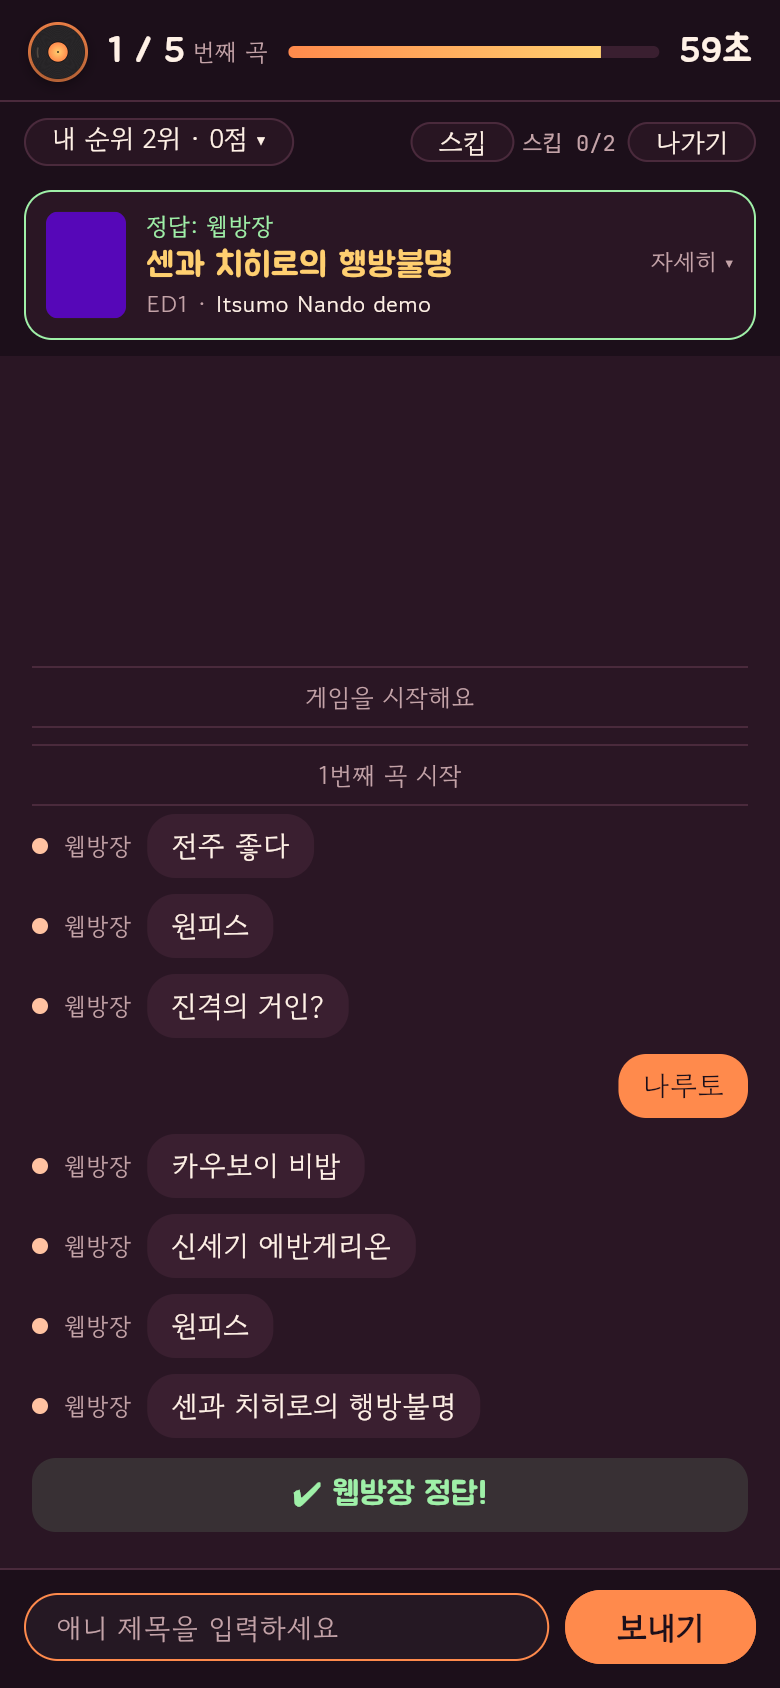 1 / 5 번째 곡
59초
내 순위 2위 · 0점 ▾
스킵
스킵 0/2
나가기
정답: 웹방장
센과 치히로의 행방불명
ED1 · Itsumo Nando demo
자세히 ▾
게임을 시작해요
1번째 곡 시작
웹방장 전주 좋다
웹방장 원피스
웹방장 진격의 거인?
나루토
웹방장 카우보이 비밥
웹방장 신세기 에반게리온
웹방장 원피스
웹방장 센과 치히로의 행방불명
✔ 웹방장 정답!
애니 제목을 입력하세요
보내기